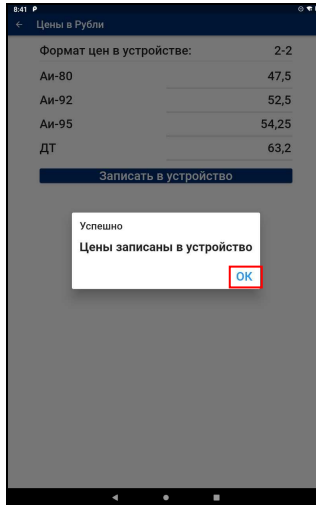 8:41 P
← Цены в Рубли
Формат цен в устройстве: 2-2
Аи-80 47,5
Аи-92 52,5
Аи-95 54,25
ДТ 63,2
Записать в устройство
Успешно
Цены записаны в устройство
ОК